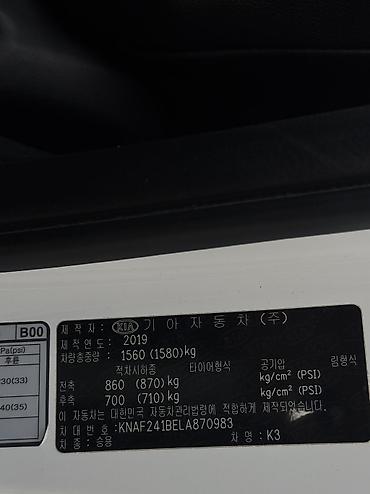 B00
Pa(psi)
후륜
230(33)
240(35)
제 작 자 : KIA 기 아 자 동 차 (주)
제 작 연 도 : 2019
차량총중량 : 1560 (1580)kg
적차시하중 타이어형식 공기압 림형식
전축 860 (870)kg kg/cm² (PSI)
후축 700 (710)kg kg/cm² (PSI)
이 자동차는 대한민국 자동차관리법령에 적합하게 제작되었습니다.
차 대 번 호 : KNAF241BELA870983
차 종 : 승용 차 명 : K3